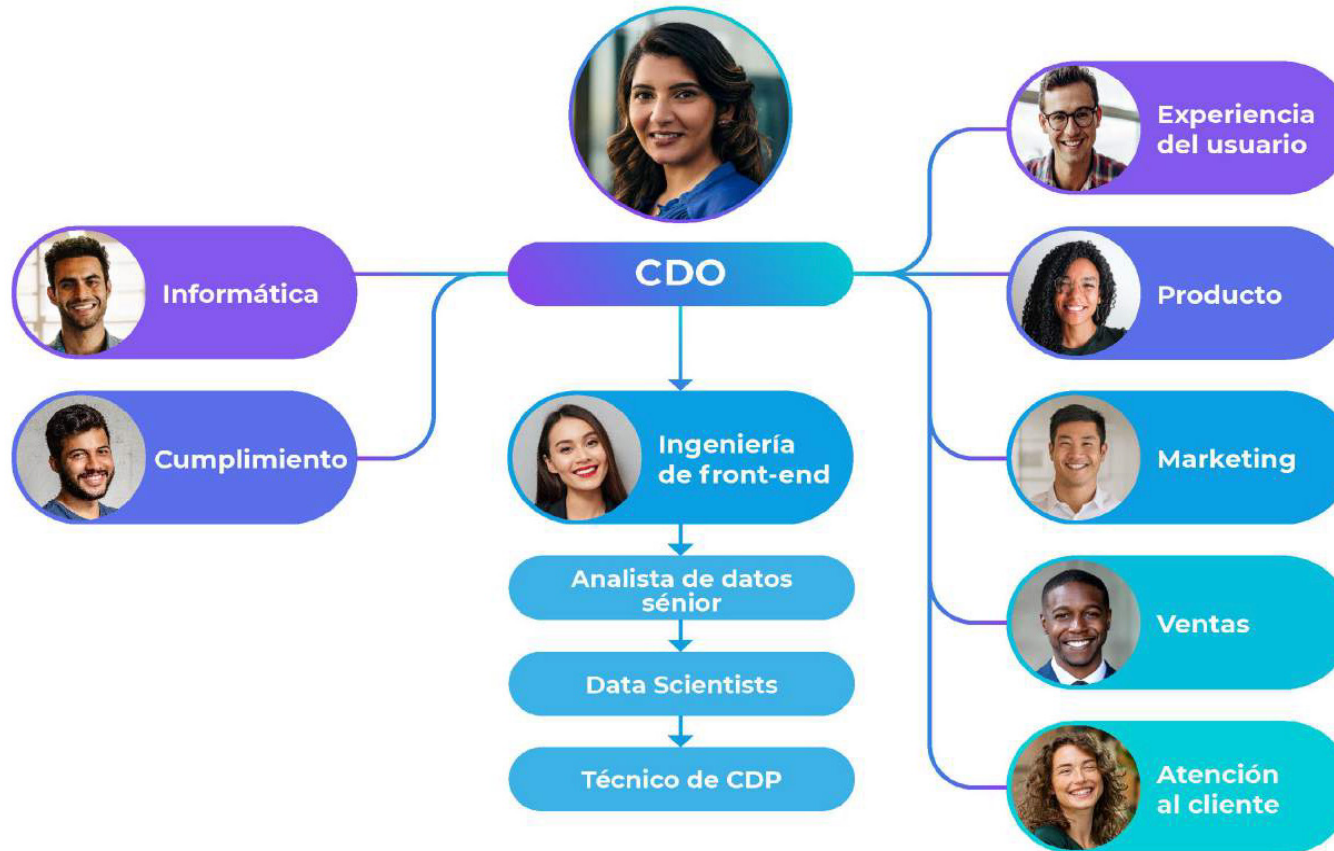 CDO
Informática
Cumplimiento
Ingeniería
de front-end
Analista de datos
sénior
Data Scientists
Técnico de CDP
Experiencia
del usuario
Producto
Marketing
Ventas
Atención
al cliente